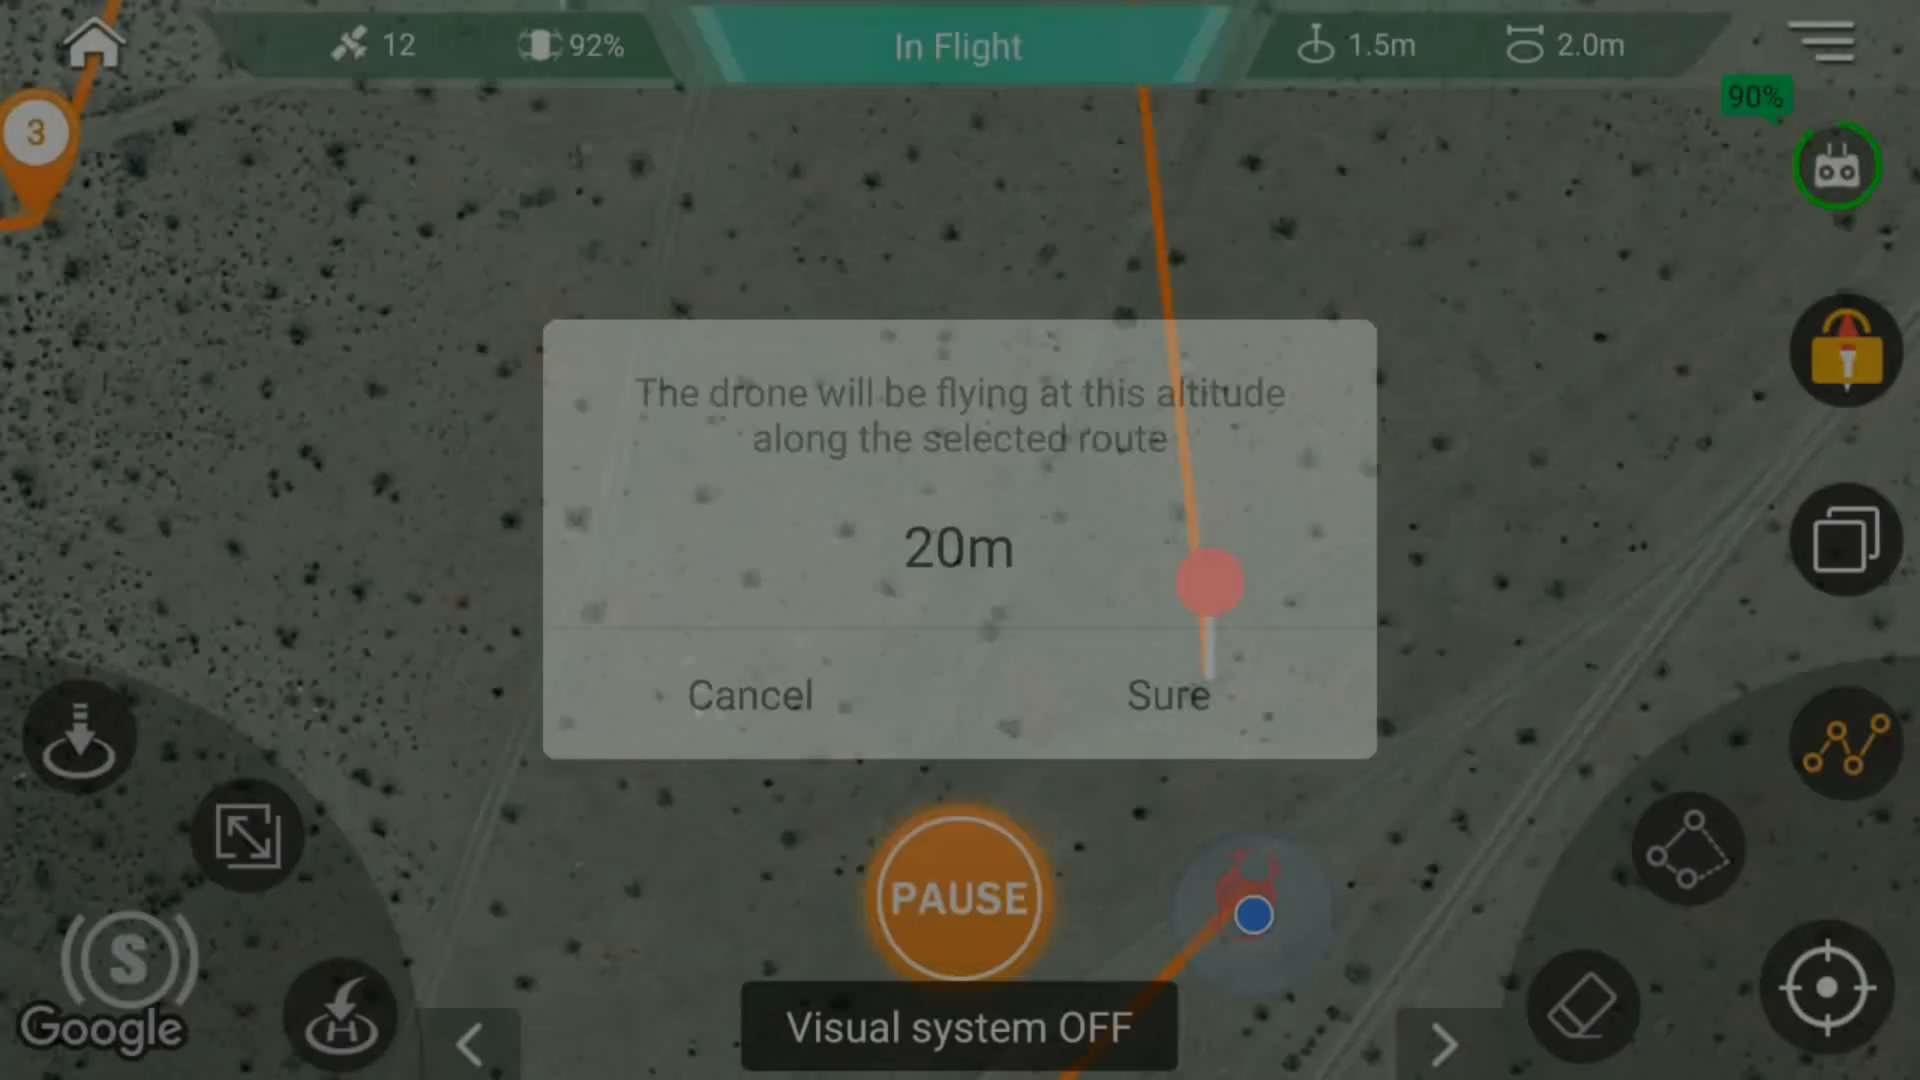 12
92%
In Flight
1.5m
2.0m
90%
3
The drone will be flying at this altitude
along the selected route
20m
Cancel
Sure
PAUSE
S
Google
H
Visual system OFF